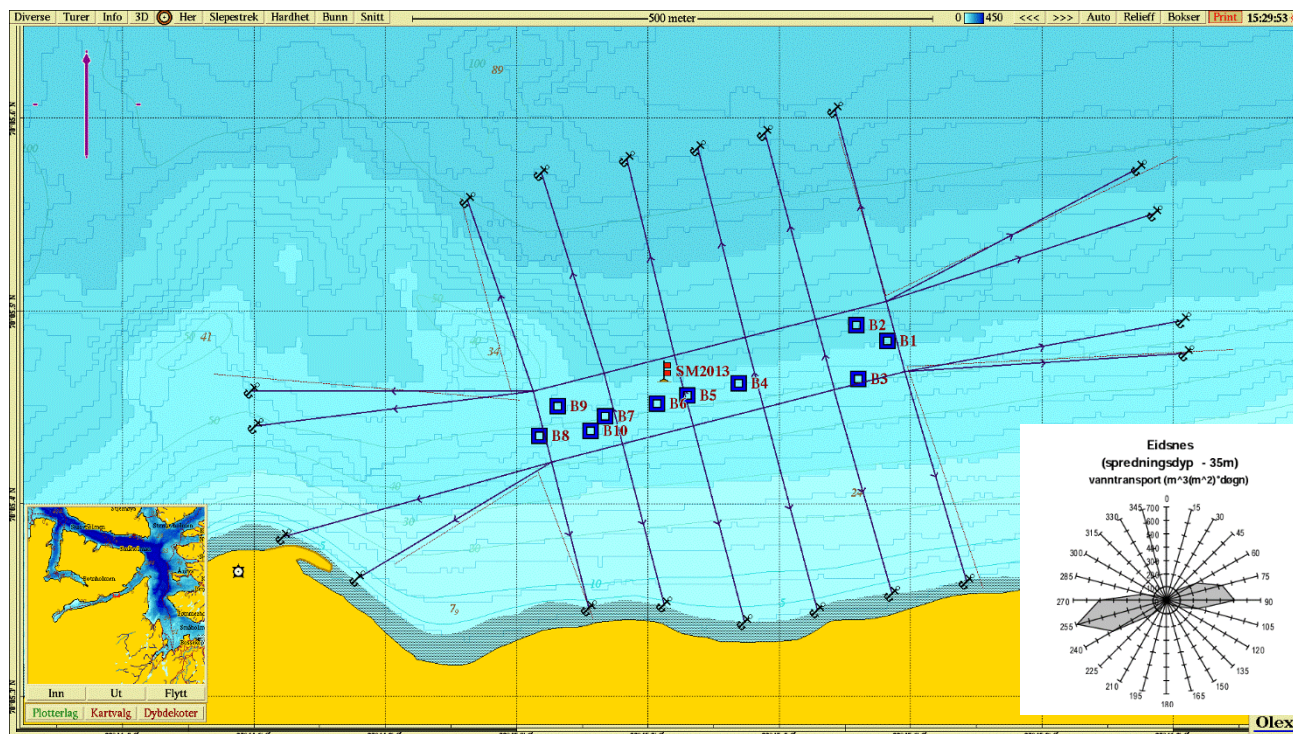 Diverse Turer Info 3D Her Slepestrek Hardhet Bunn Snitt 500 meter 0 450 <<< >>> Auto Relieff Bokser Print 15:29:53
100
89
41
34
B2
B1
SM2013
B3
B4
B5
B6
B9
B7
B8
B10
24
30
20
10
5
5
7₉
Eidsnes
(spredningsdyp - 35m)
vanntransport (m^3(m^2)*døgn)
0
345 700 15
330 600 30
315 45
300 60
285 75
270 90
255 105
240 120
225 135
210 150
195 165
180
Inn Ut Flytt
Plotterlag Kartvalg Dybdekoter
Olex